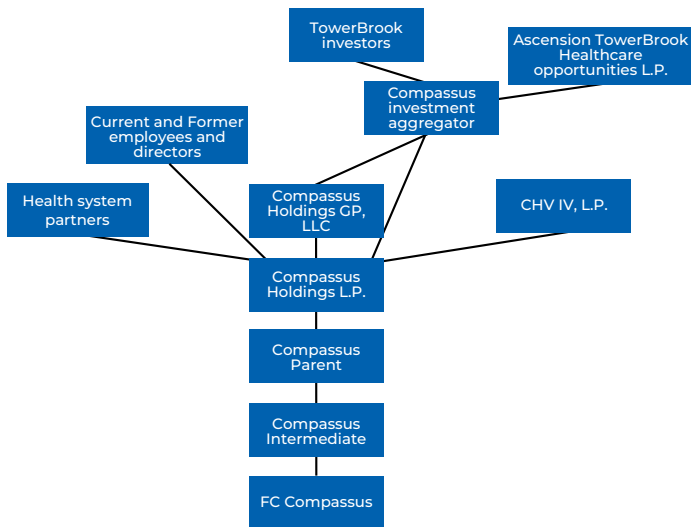 TowerBrook
investors
Ascension TowerBrook
Healthcare
opportunities L.P.
Compassus
investment
aggregator
Current and Former
employees and
directors
Health system
partners
Compassus
Holdings GP,
LLC
CHV IV, L.P.
Compassus
Holdings L.P.
Compassus
Parent
Compassus
Intermediate
FC Compassus